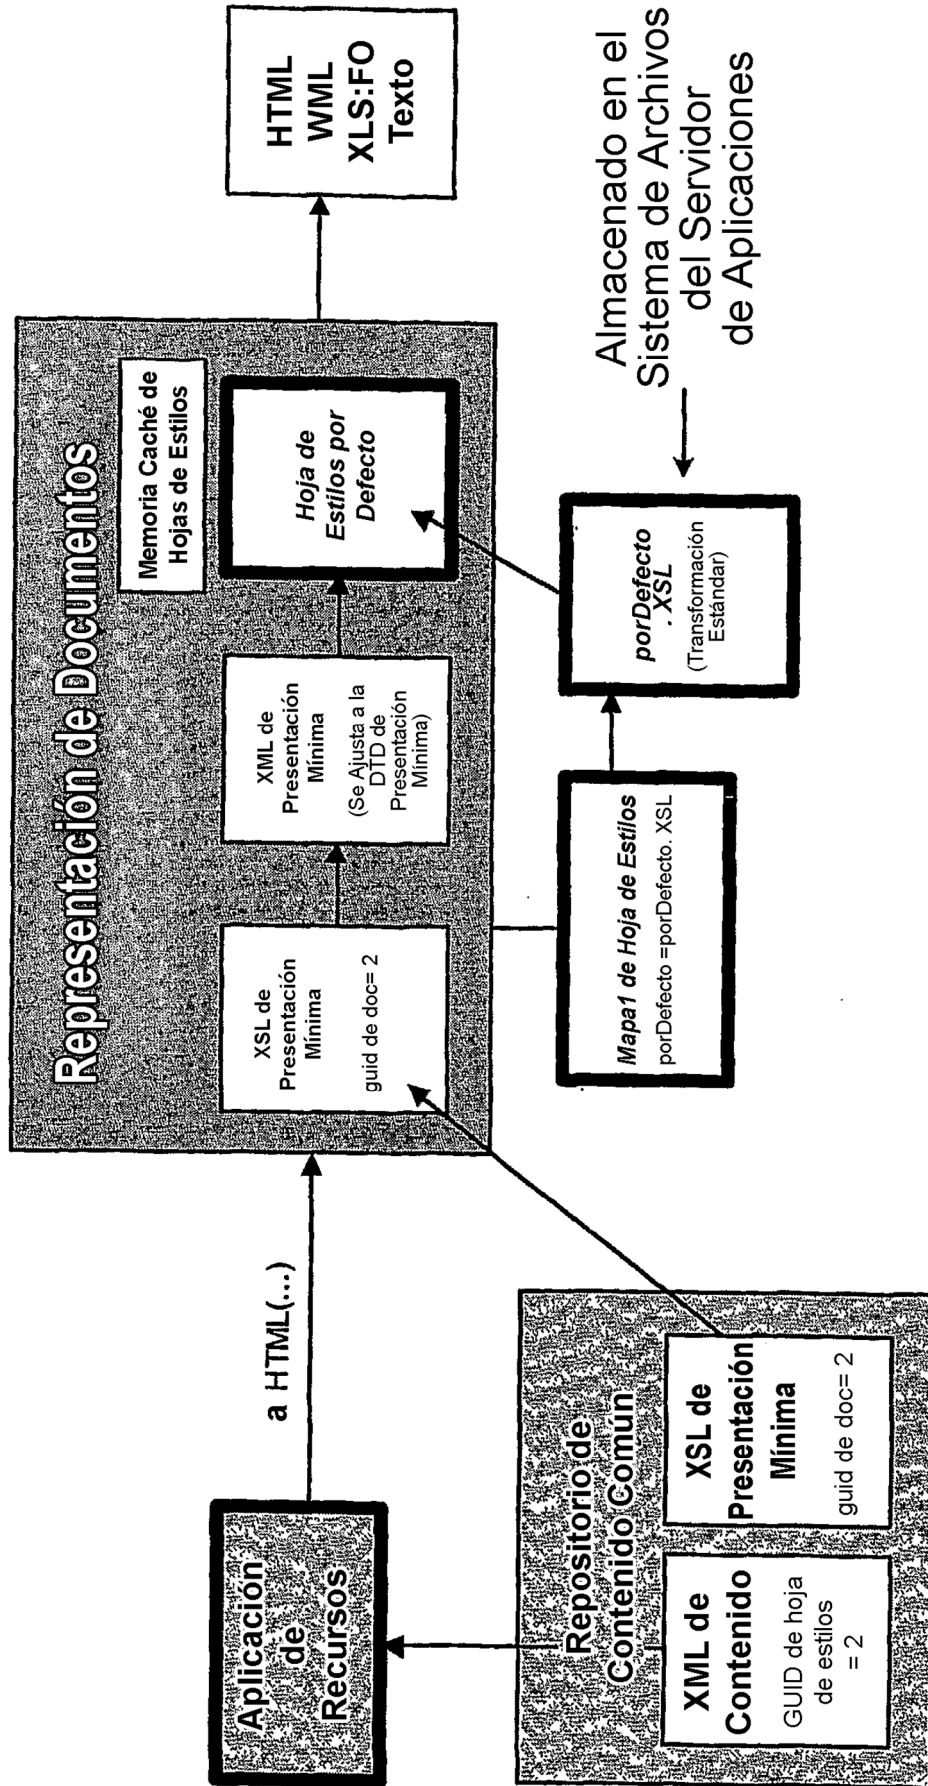 Representación de Documentos
Memoria Caché de
Hojas de Estilos
XSL de
Presentación
Mínima
guid de doc= 2
XML de
Presentación
Mínima
(Se Ajusta a la
DTD de
Presentación
Mínima)
Hoja de
Estilos por
Defecto
HTML
WML
XLS:FO
Texto
Aplicación
de
Recursos
a HTML(...)
Mapa1 de Hoja de Estilos
porDefecto =porDefecto. XSL
porDefecto
. XSL
(Transformación
Estándar)
Almacenado en el
Sistema de Archivos
del Servidor
de Aplicaciones
Repositorio de
Contenido Común
XML de
Contenido
GUID de hoja
de estilos
= 2
XSL de
Presentación
Mínima
guid de doc= 2